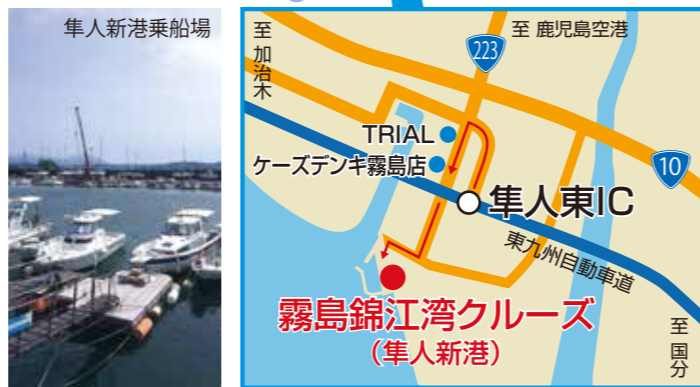 隼人新港乗船場
至 加治木
223
至 鹿児島空港
TRIAL
ケーズデンキ霧島店
10
隼人東IC
東九州自動車道
霧島錦江湾クルーズ
（隼人新港）
至 国分